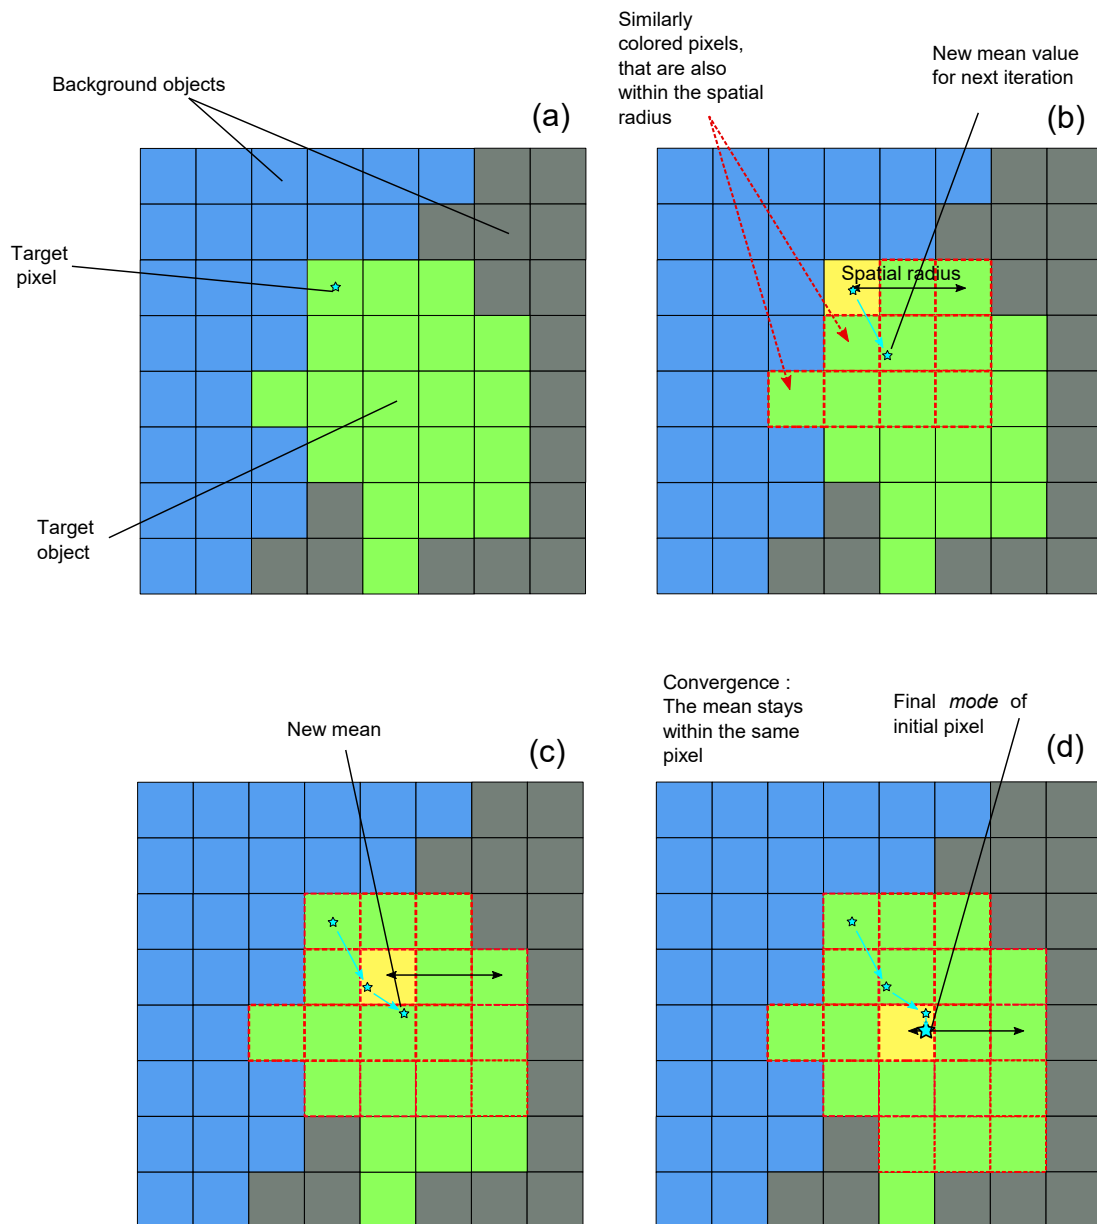 Background objects
(a)
Target
pixel
Target
object
Similarly
colored pixels,
that are also
within the spatial
radius
New mean value
for next iteration
(b)
Spatial radius
New mean
(c)
Convergence :
The mean stays
within the same
pixel
Final mode of
initial pixel
(d)